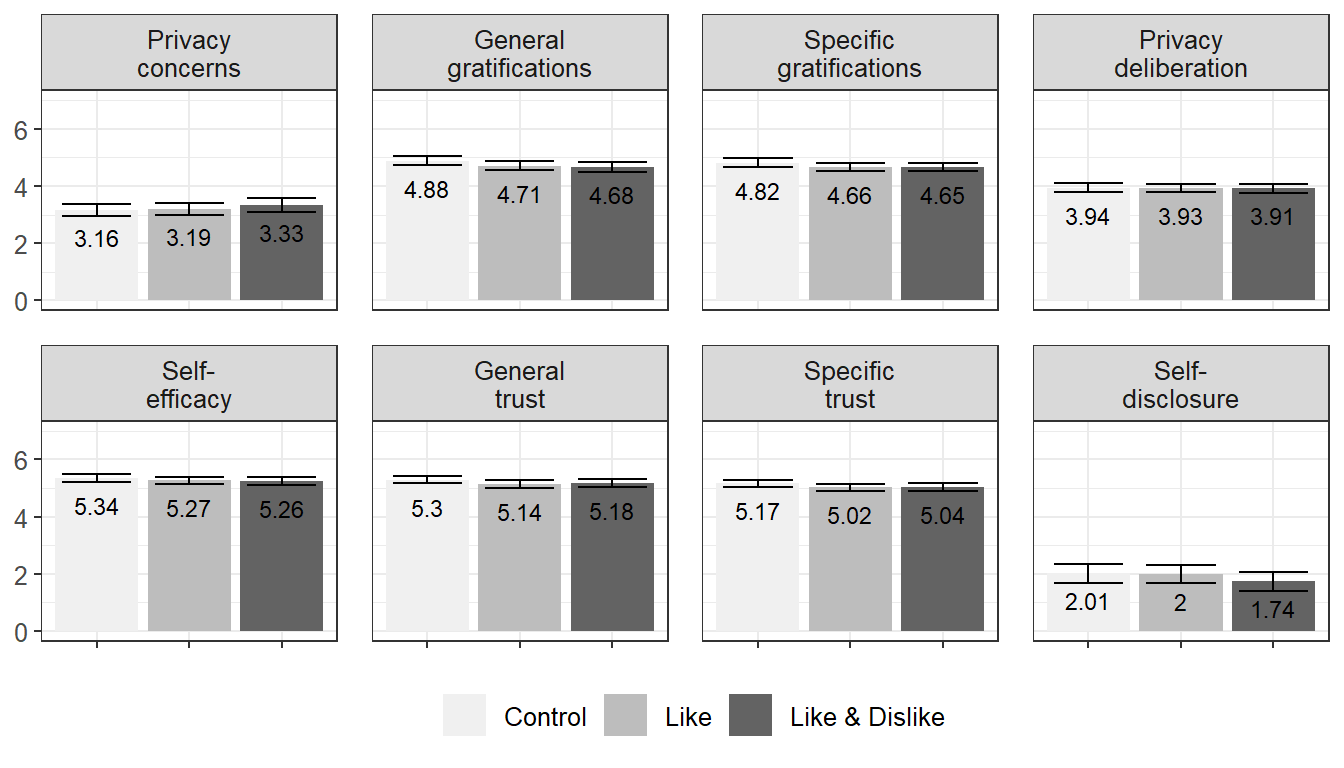 Privacy
concerns
General
gratifications
Specific
gratifications
Privacy
deliberation
6
4
2
0
3.16 3.19 3.33
4.88 4.71 4.68
4.82 4.66 4.65
3.94 3.93 3.91
Self-
efficacy
General
trust
Specific
trust
Self-
disclosure
6
4
2
0
5.34 5.27 5.26
5.3 5.14 5.18
5.17 5.02 5.04
2.01 2 1.74
Control Like Like & Dislike